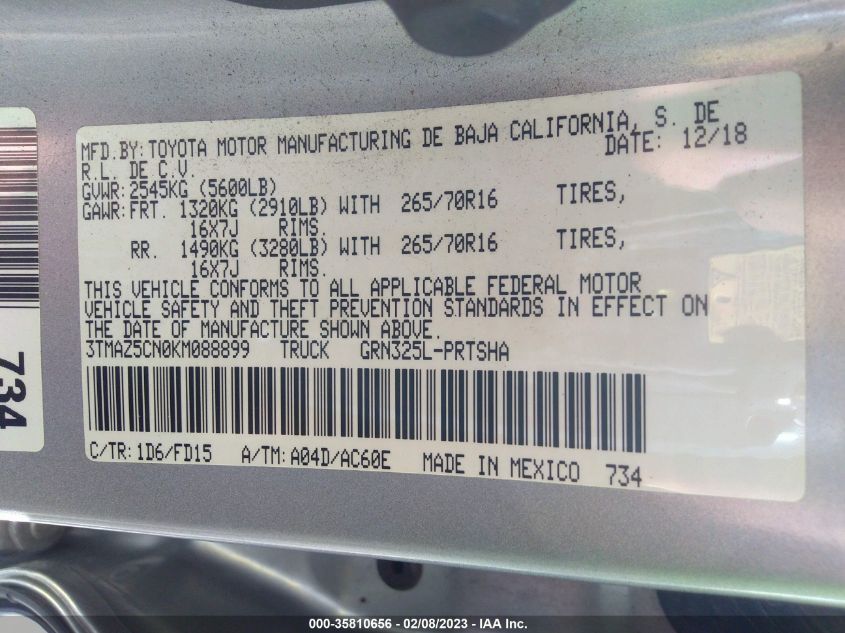 MFD.BY: TOYOTA MOTOR MANUFACTURING DE BAJA CALIFORNIA, S. DE
R.L. DE C.V. DATE: 12/18
GVWR: 2545KG (5600LB)
GAWR: FRT. 1320KG (2910LB) WITH 265/70R16 TIRES,
16X7J RIMS.
RR. 1490KG (3280LB) WITH 265/70R16 TIRES,
16X7J RIMS.
THIS VEHICLE CONFORMS TO ALL APPLICABLE FEDERAL MOTOR
VEHICLE SAFETY AND THEFT PREVENTION STANDARDS IN EFFECT ON
THE DATE OF MANUFACTURE SHOWN ABOVE.
3TMAZ5CN0KM088899 TRUCK GRN325L-PRTSHA
C/TR: 1D6/FD15 A/TM: A04D/AC60E MADE IN MEXICO 734
734
000-35810656 - 02/08/2023 - IAA Inc.